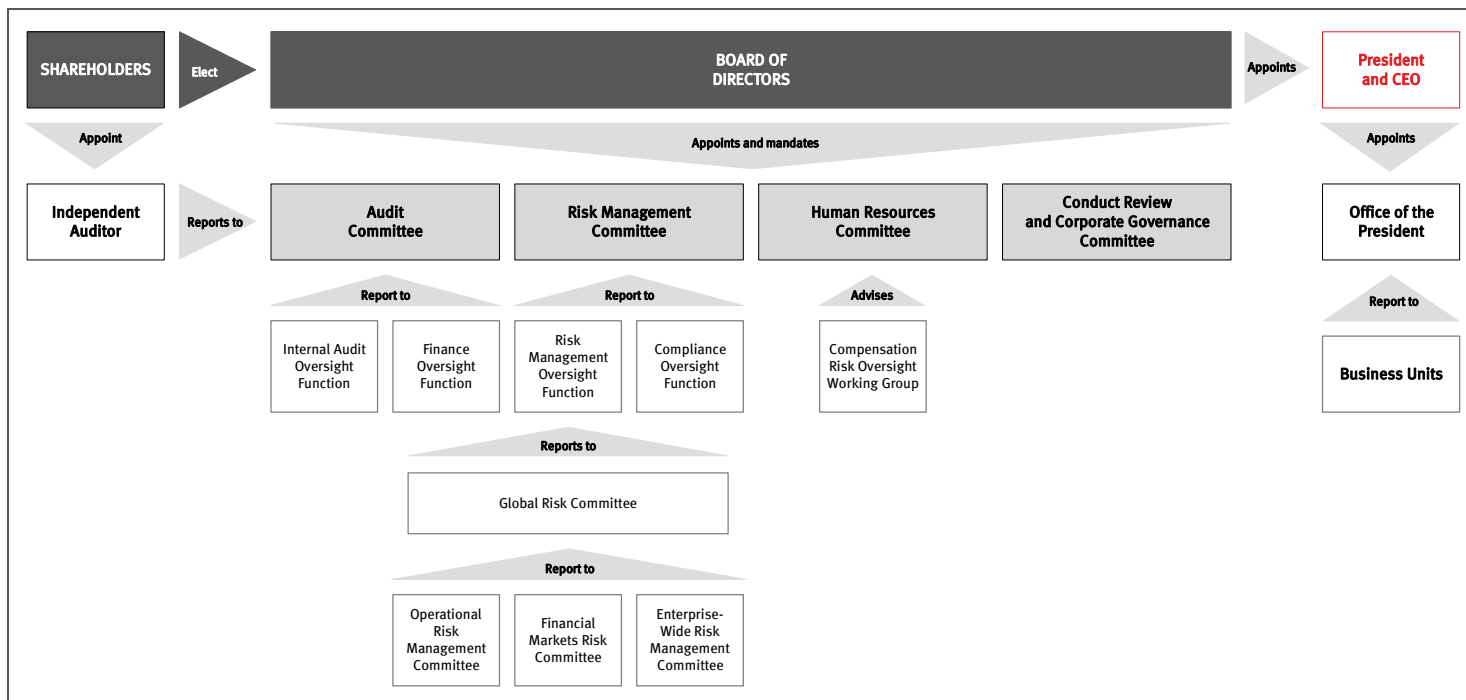 SHAREHOLDERS
Elect
BOARD OF
DIRECTORS
Appoints
President
and CEO
Appoint
Appoints and mandates
Appoints
Independent
Auditor
Reports to
Audit
Committee
Risk Management
Committee
Human Resources
Committee
Conduct Review
and Corporate Governance
Committee
Office of the
President
Report to
Report to
Advises
Report to
Internal Audit
Oversight
Function
Finance
Oversight
Function
Risk
Management
Oversight
Function
Compliance
Oversight
Function
Compensation
Risk Oversight
Working Group
Business Units
Reports to
Global Risk Committee
Report to
Operational
Risk
Management
Committee
Financial
Markets Risk
Committee
Enterprise-
Wide Risk
Management
Committee